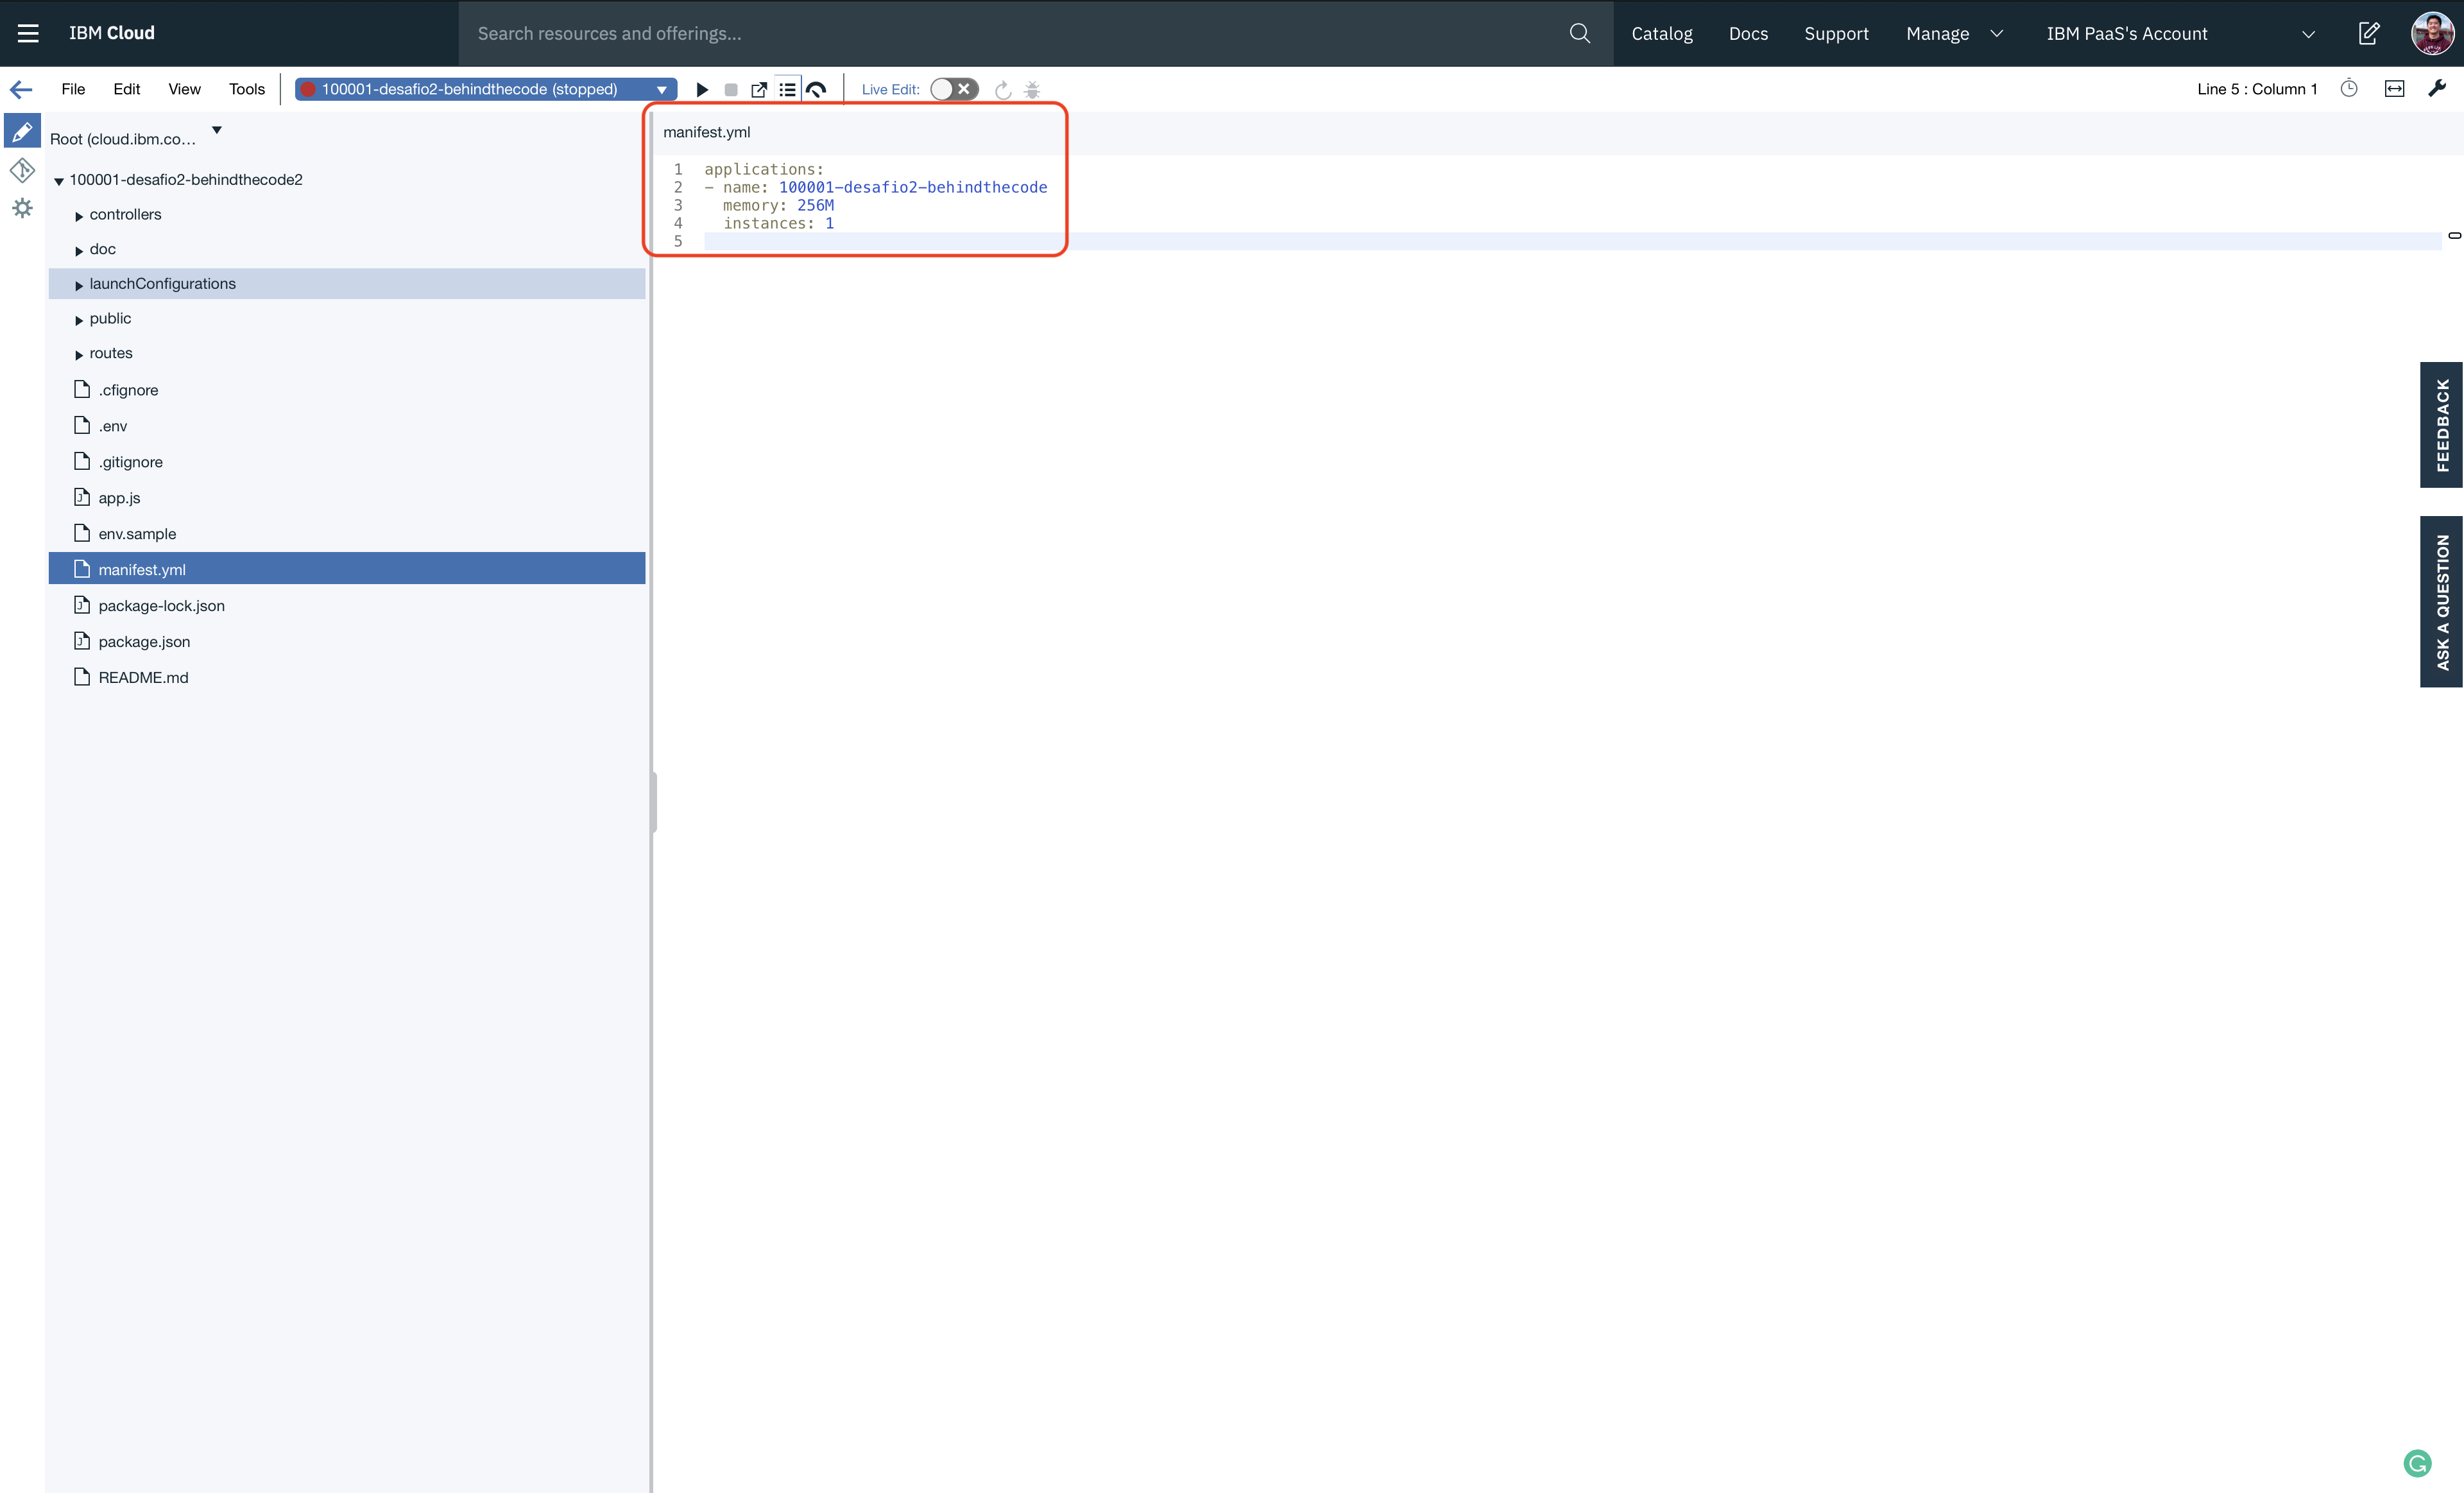 IBM Cloud
Search resources and offerings...
Catalog Docs Support Manage IBM PaaS's Account
File Edit View Tools 100001-desafio2-behindthecode (stopped) Live Edit: Line 5 : Column 1
Root (cloud.ibm.co...
100001-desafio2-behindthecode2
controllers
doc
launchConfigurations
public
routes
.cfignore
.env
.gitignore
app.js
env.sample
manifest.yml
package-lock.json
package.json
README.md
manifest.yml
1 applications:
2 - name: 100001-desafio2-behindthecode
3 memory: 256M
4 instances: 1
5
FEEDBACK
ASK A QUESTION